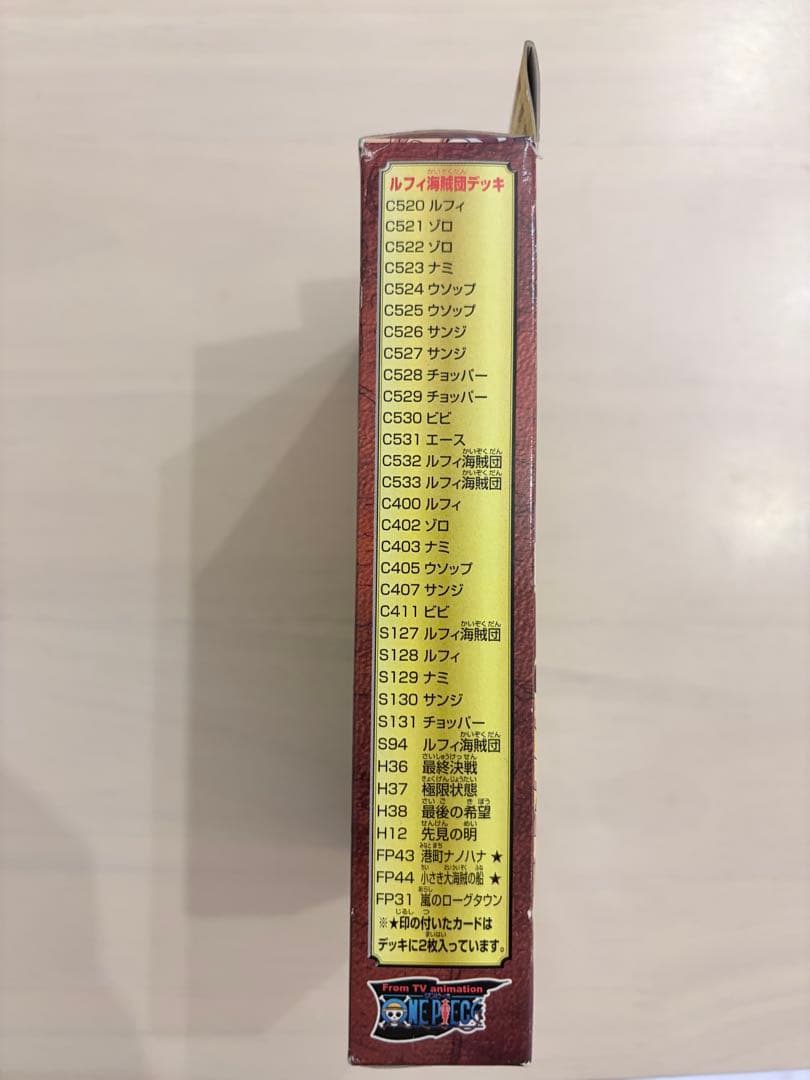 ルフィ海賊団デッキ
C520 ルフィ
C521 ゾロ
C522 ゾロ
C523 ナミ
C524 ウソップ
C525 ウソップ
C526 サンジ
C527 サンジ
C528 チョッパー
C529 チョッパー
C530 ビビ
C531 エース
C532 ルフィ海賊団
C533 ルフィ海賊団
C400 ルフィ
C402 ゾロ
C403 ナミ
C405 ウソップ
C407 サンジ
C411 ビビ
S127 ルフィ海賊団
S128 ルフィ
S129 ナミ
S130 サンジ
S131 チョッパー
S94 ルフィ海賊団
H36 最終決戦
H37 極限状態
H38 最後の希望
H12 先見の明
FP43 港町ナノハナ ★
FP44 小さき大海賊の船 ★
FP31 嵐のローグタウン
※★印の付いたカードは
デッキに2枚入っています。
From TV animation
ONE PIECE